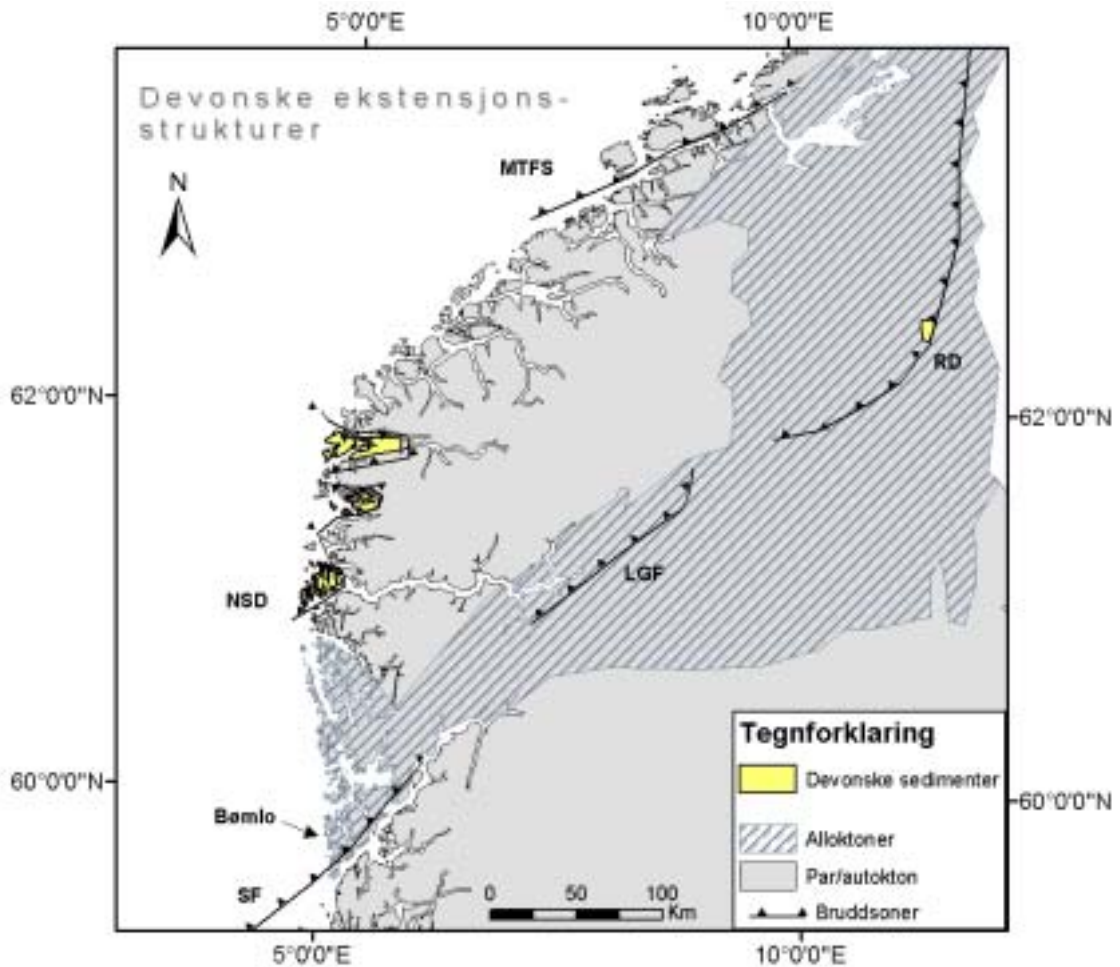 5°0'0"E
10°0'0"E
Devonske ekstensjons-
strukturer
N
MTFS
62°0'0"N
RD
62°0'0"N
LGF
NSD
60°0'0"N
60°0'0"N
Bømlo
SF
0 50 100
Km
Tegnforklaring
Devonske sedimenter
Alloktoner
Par/autokton
Bruddsoner
5°0'0"E
10°0'0"E